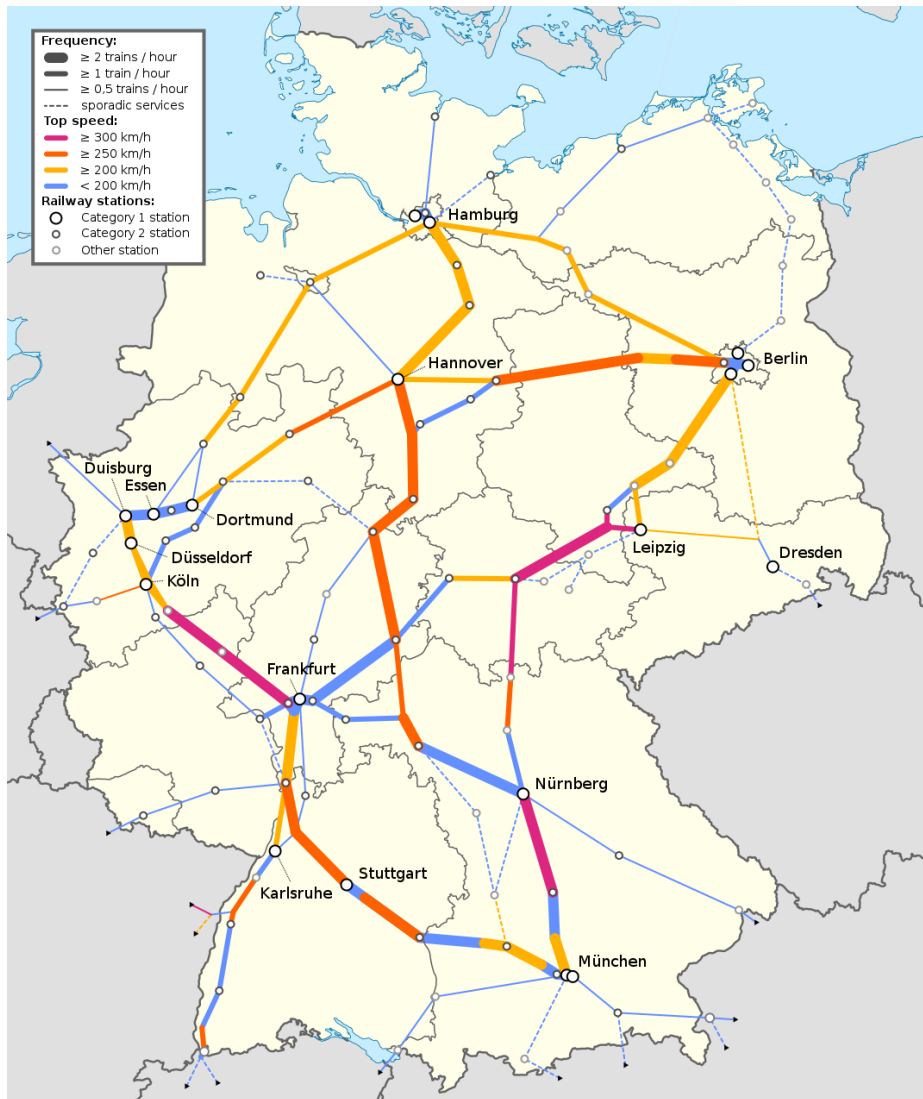 Frequency:
≥ 2 trains / hour
≥ 1 train / hour
≥ 0,5 trains / hour
sporadic services
Top speed:
≥ 300 km/h
≥ 250 km/h
≥ 200 km/h
< 200 km/h
Railway stations:
Category 1 station
Category 2 station
Other station
Hamburg
Hannover
Berlin
Duisburg
Essen
Dortmund
Düsseldorf
Köln
Leipzig
Dresden
Frankfurt
Nürnberg
Karlsruhe
Stuttgart
München